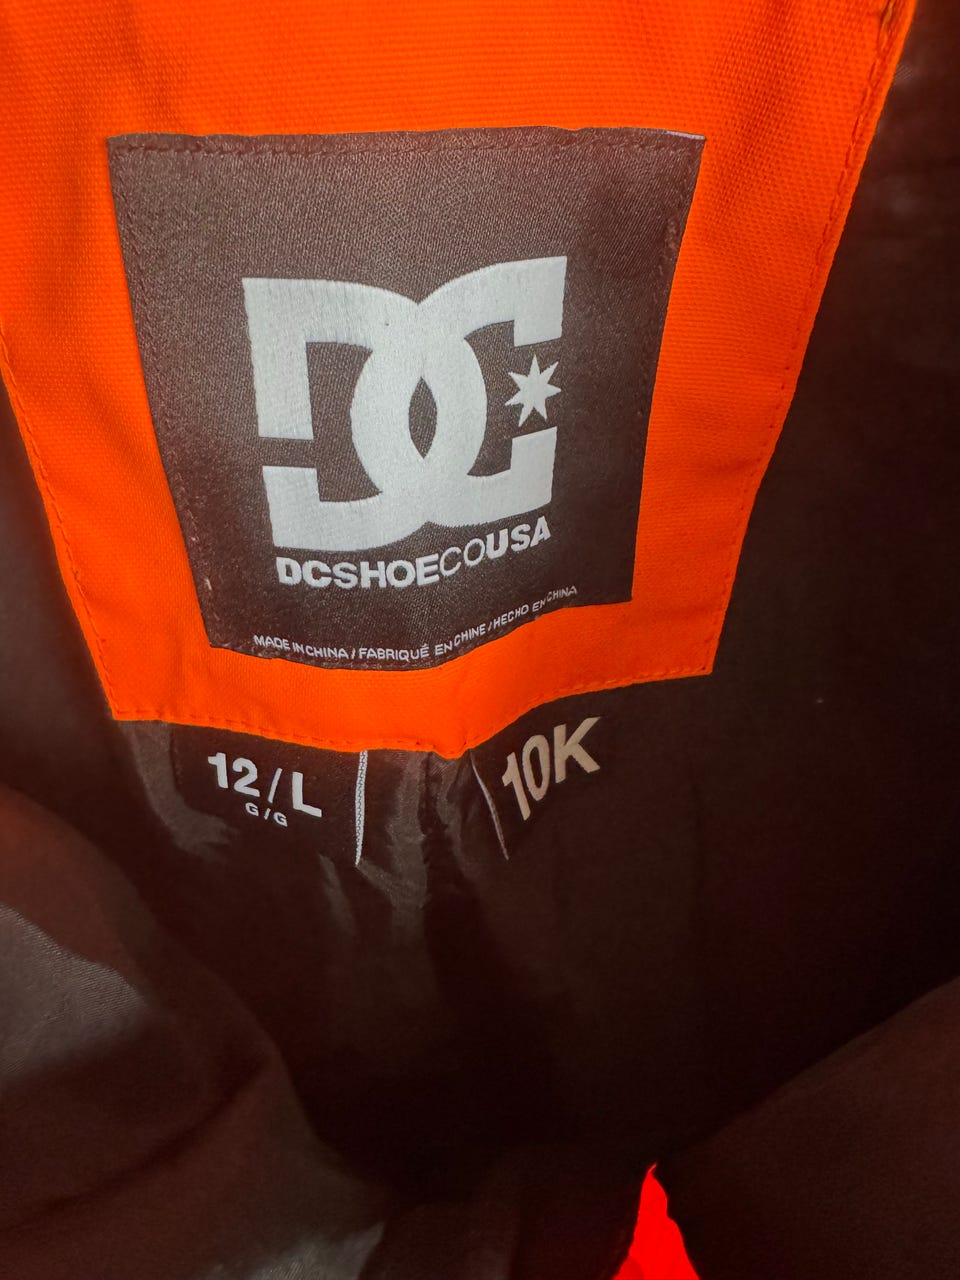 DC
DCSHOECOUSA
MADE IN CHINA / FABRIQUÉ EN CHINE / HECHO EN CHINA
12/L
G/G
10K